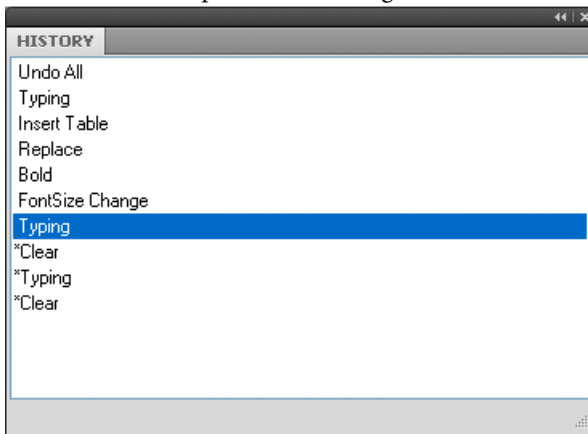 HISTORY
Undo All
Typing
Insert Table
Replace
Bold
FontSize Change
Typing
*Clear
*Typing
*Clear